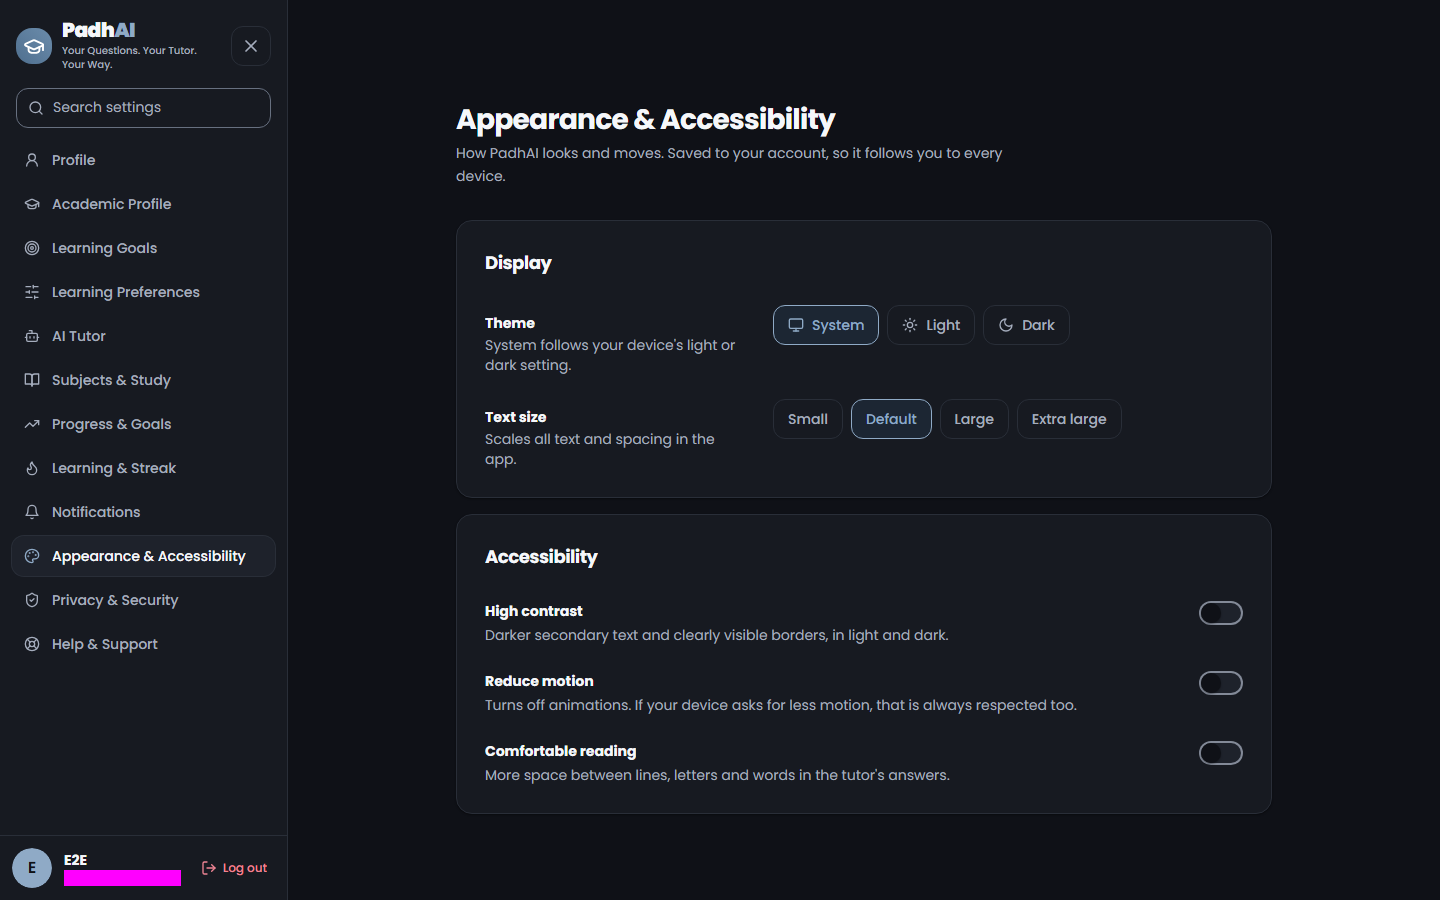 PadhAI
Your Questions. Your Tutor.
Your Way.
Search settings
Profile
Academic Profile
Learning Goals
Learning Preferences
AI Tutor
Subjects & Study
Progress & Goals
Learning & Streak
Notifications
Appearance & Accessibility
Privacy & Security
Help & Support
E
E2E
Log out
Appearance & Accessibility
How PadhAI looks and moves. Saved to your account, so it follows you to every
device.
Display
Theme
System follows your device's light or
dark setting.
System
Light
Dark
Text size
Scales all text and spacing in the
app.
Small
Default
Large
Extra large
Accessibility
High contrast
Darker secondary text and clearly visible borders, in light and dark.
Reduce motion
Turns off animations. If your device asks for less motion, that is always respected too.
Comfortable reading
More space between lines, letters and words in the tutor's answers.